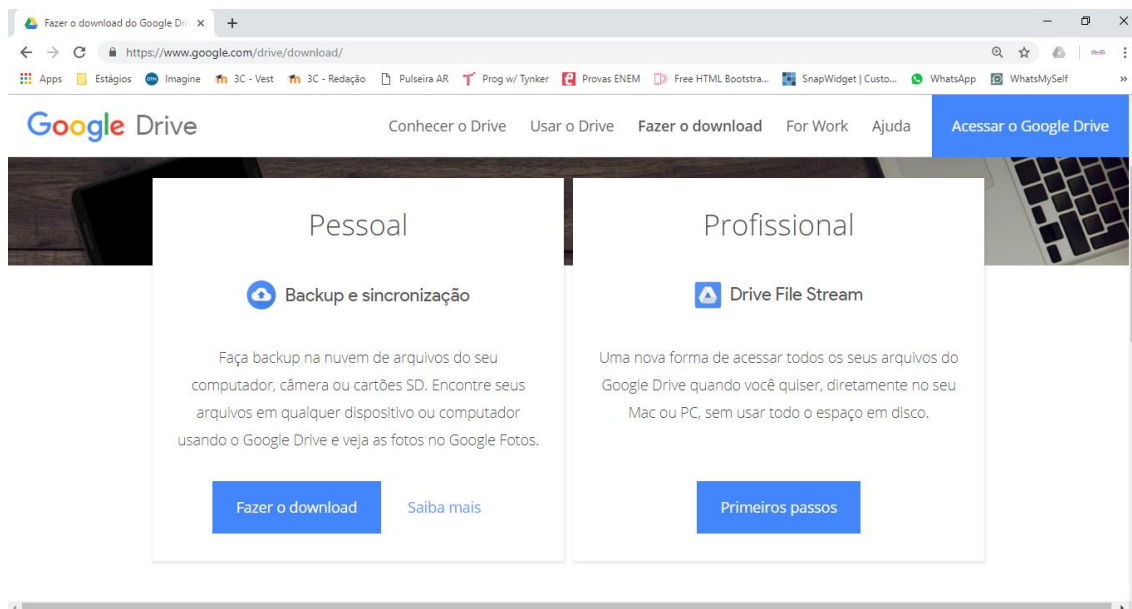 Fazer o download do Google Dri
https://www.google.com/drive/download/
Apps Estágios Imagine 3C - Vest 3C - Redação Pulseira AR Prog w/ Tynker Provas ENEM Free HTML Bootstra... SnapWidget | Custo... WhatsApp WhatsMySelf »
Google Drive Conhecer o Drive Usar o Drive Fazer o download For Work Ajuda Acessar o Google Drive
Pessoal
Backup e sincronização
Faça backup na nuvem de arquivos do seu
computador, câmera ou cartões SD. Encontre seus
arquivos em qualquer dispositivo ou computador
usando o Google Drive e veja as fotos no Google Fotos.
Fazer o download Saiba mais
Profissional
Drive File Stream
Uma nova forma de acessar todos os seus arquivos do
Google Drive quando você quiser, diretamente no seu
Mac ou PC, sem usar todo o espaço em disco.
Primeiros passos